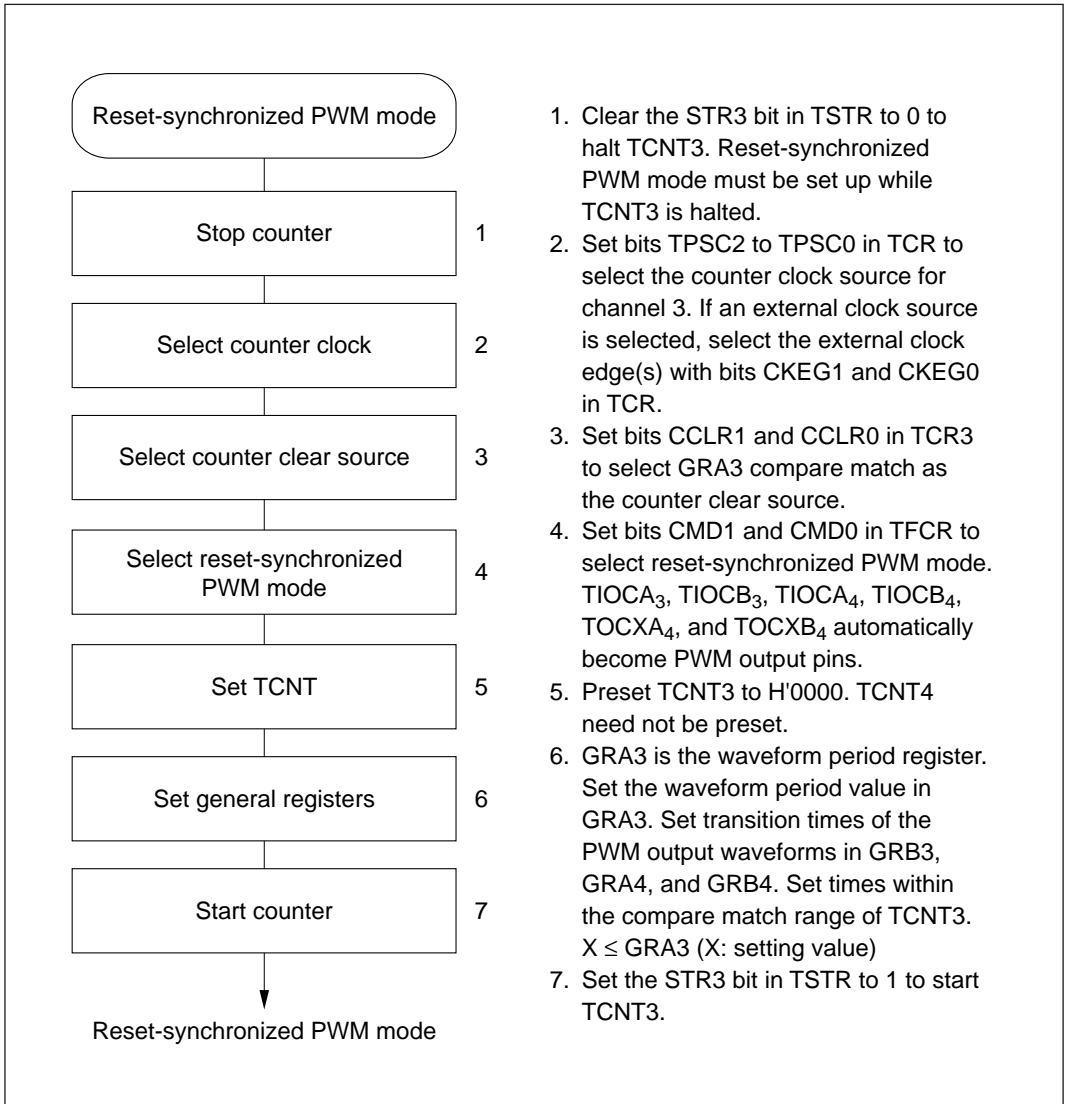 Reset-synchronized PWM mode
Stop counter 1
Select counter clock 2
Select counter clear source 3
Select reset-synchronized
PWM mode 4
Set TCNT 5
Set general registers 6
Start counter 7
Reset-synchronized PWM mode
1. Clear the STR3 bit in TSTR to 0 to
halt TCNT3. Reset-synchronized
PWM mode must be set up while
TCNT3 is halted.
2. Set bits TPSC2 to TPSC0 in TCR to
select the counter clock source for
channel 3. If an external clock source
is selected, select the external clock
edge(s) with bits CKEG1 and CKEG0
in TCR.
3. Set bits CCLR1 and CCLR0 in TCR3
to select GRA3 compare match as
the counter clear source.
4. Set bits CMD1 and CMD0 in TFCR to
select reset-synchronized PWM mode.
TIOCA₃, TIOCB₃, TIOCA₄, TIOCB₄,
TOCXA₄, and TOCXB₄ automatically
become PWM output pins.
5. Preset TCNT3 to H'0000. TCNT4
need not be preset.
6. GRA3 is the waveform period register.
Set the waveform period value in
GRA3. Set transition times of the
PWM output waveforms in GRB3,
GRA4, and GRB4. Set times within
the compare match range of TCNT3.
X ≤ GRA3 (X: setting value)
7. Set the STR3 bit in TSTR to 1 to start
TCNT3.